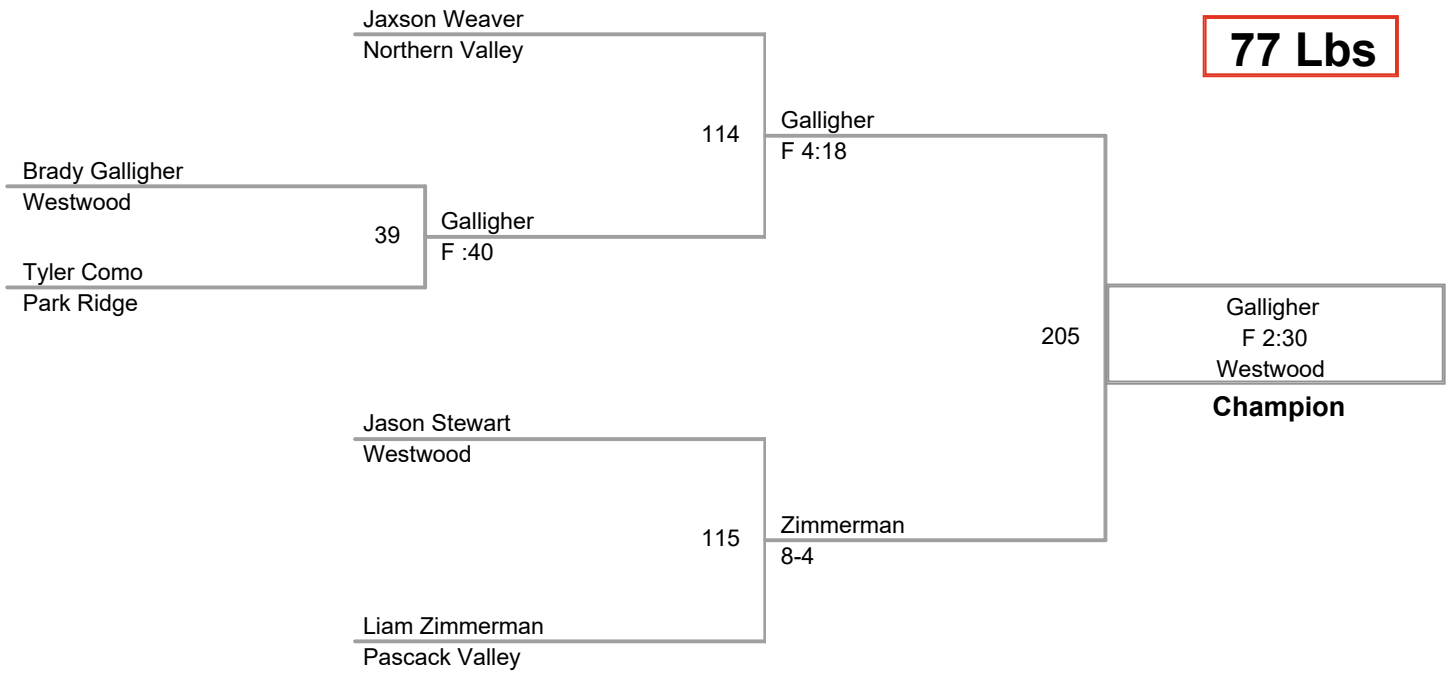 Jaxson Weaver
Northern Valley
77 Lbs
114
Galligher
F 4:18
Brady Galligher
Westwood
39
Galligher
F :40
Tyler Como
Park Ridge
205
Galligher
F 2:30
Westwood
Champion
Jason Stewart
Westwood
115
Zimmerman
8-4
Liam Zimmerman
Pascack Valley